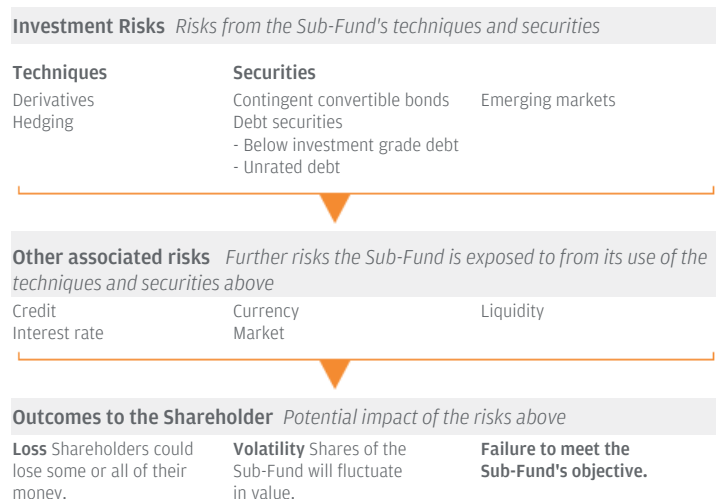 Investment Risks Risks from the Sub-Fund's techniques and securities
Techniques
Derivatives
Hedging
Securities
Contingent convertible bonds
Debt securities
- Below investment grade debt
- Unrated debt
Emerging markets
Other associated risks Further risks the Sub-Fund is exposed to from its use of the
techniques and securities above
Credit
Interest rate
Currency
Market
Liquidity
Outcomes to the Shareholder Potential impact of the risks above
Loss Shareholders could
lose some or all of their
money.
Volatility Shares of the
Sub-Fund will fluctuate
in value.
Failure to meet the
Sub-Fund's objective.